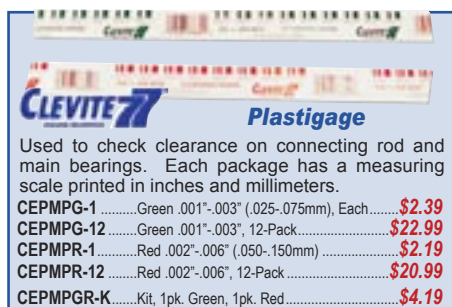 Clevite 77
CLEVITE 77
Plastigage
Used to check clearance on connecting rod and
main bearings. Each package has a measuring
scale printed in inches and millimeters.
CEPMPG-1..........Green .001"-.003" (.025-.075mm), Each.......$2.39
CEPMPG-12........Green .001"-.003", 12-Pack..........................$22.99
CEPMPR-1..........Red .002"-.006" (.050-.150mm)...................$2.19
CEPMPR-12........Red .002"-.006", 12-Pack............................$20.99
CEPMPGR-K......Kit, 1pk. Green, 1pk. Red............................$4.19